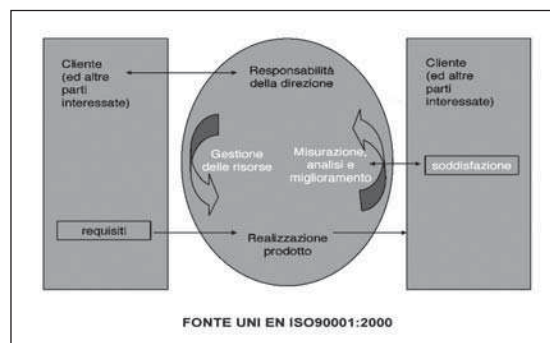 Cliente
(ed altre
parti
interessate)
Responsabilità
della direzione
Cliente
(ed altre
parti
interessate)
Gestione
delle risorse
Misurazione,
analisi e
miglioramento
soddisfazione
requisiti
Realizzazione
prodotto
FONTE UNI EN ISO90001:2000